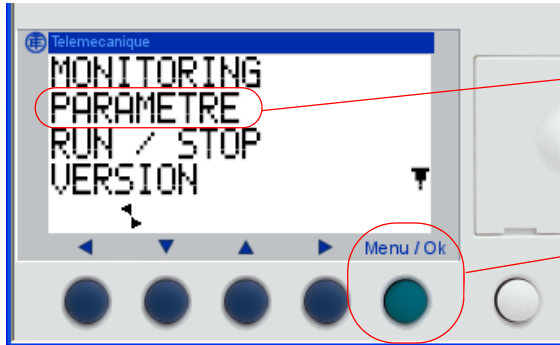 Telemecanique
MONITORING
PARAMETRE
RUN / STOP
VERSION
Menu / Ok